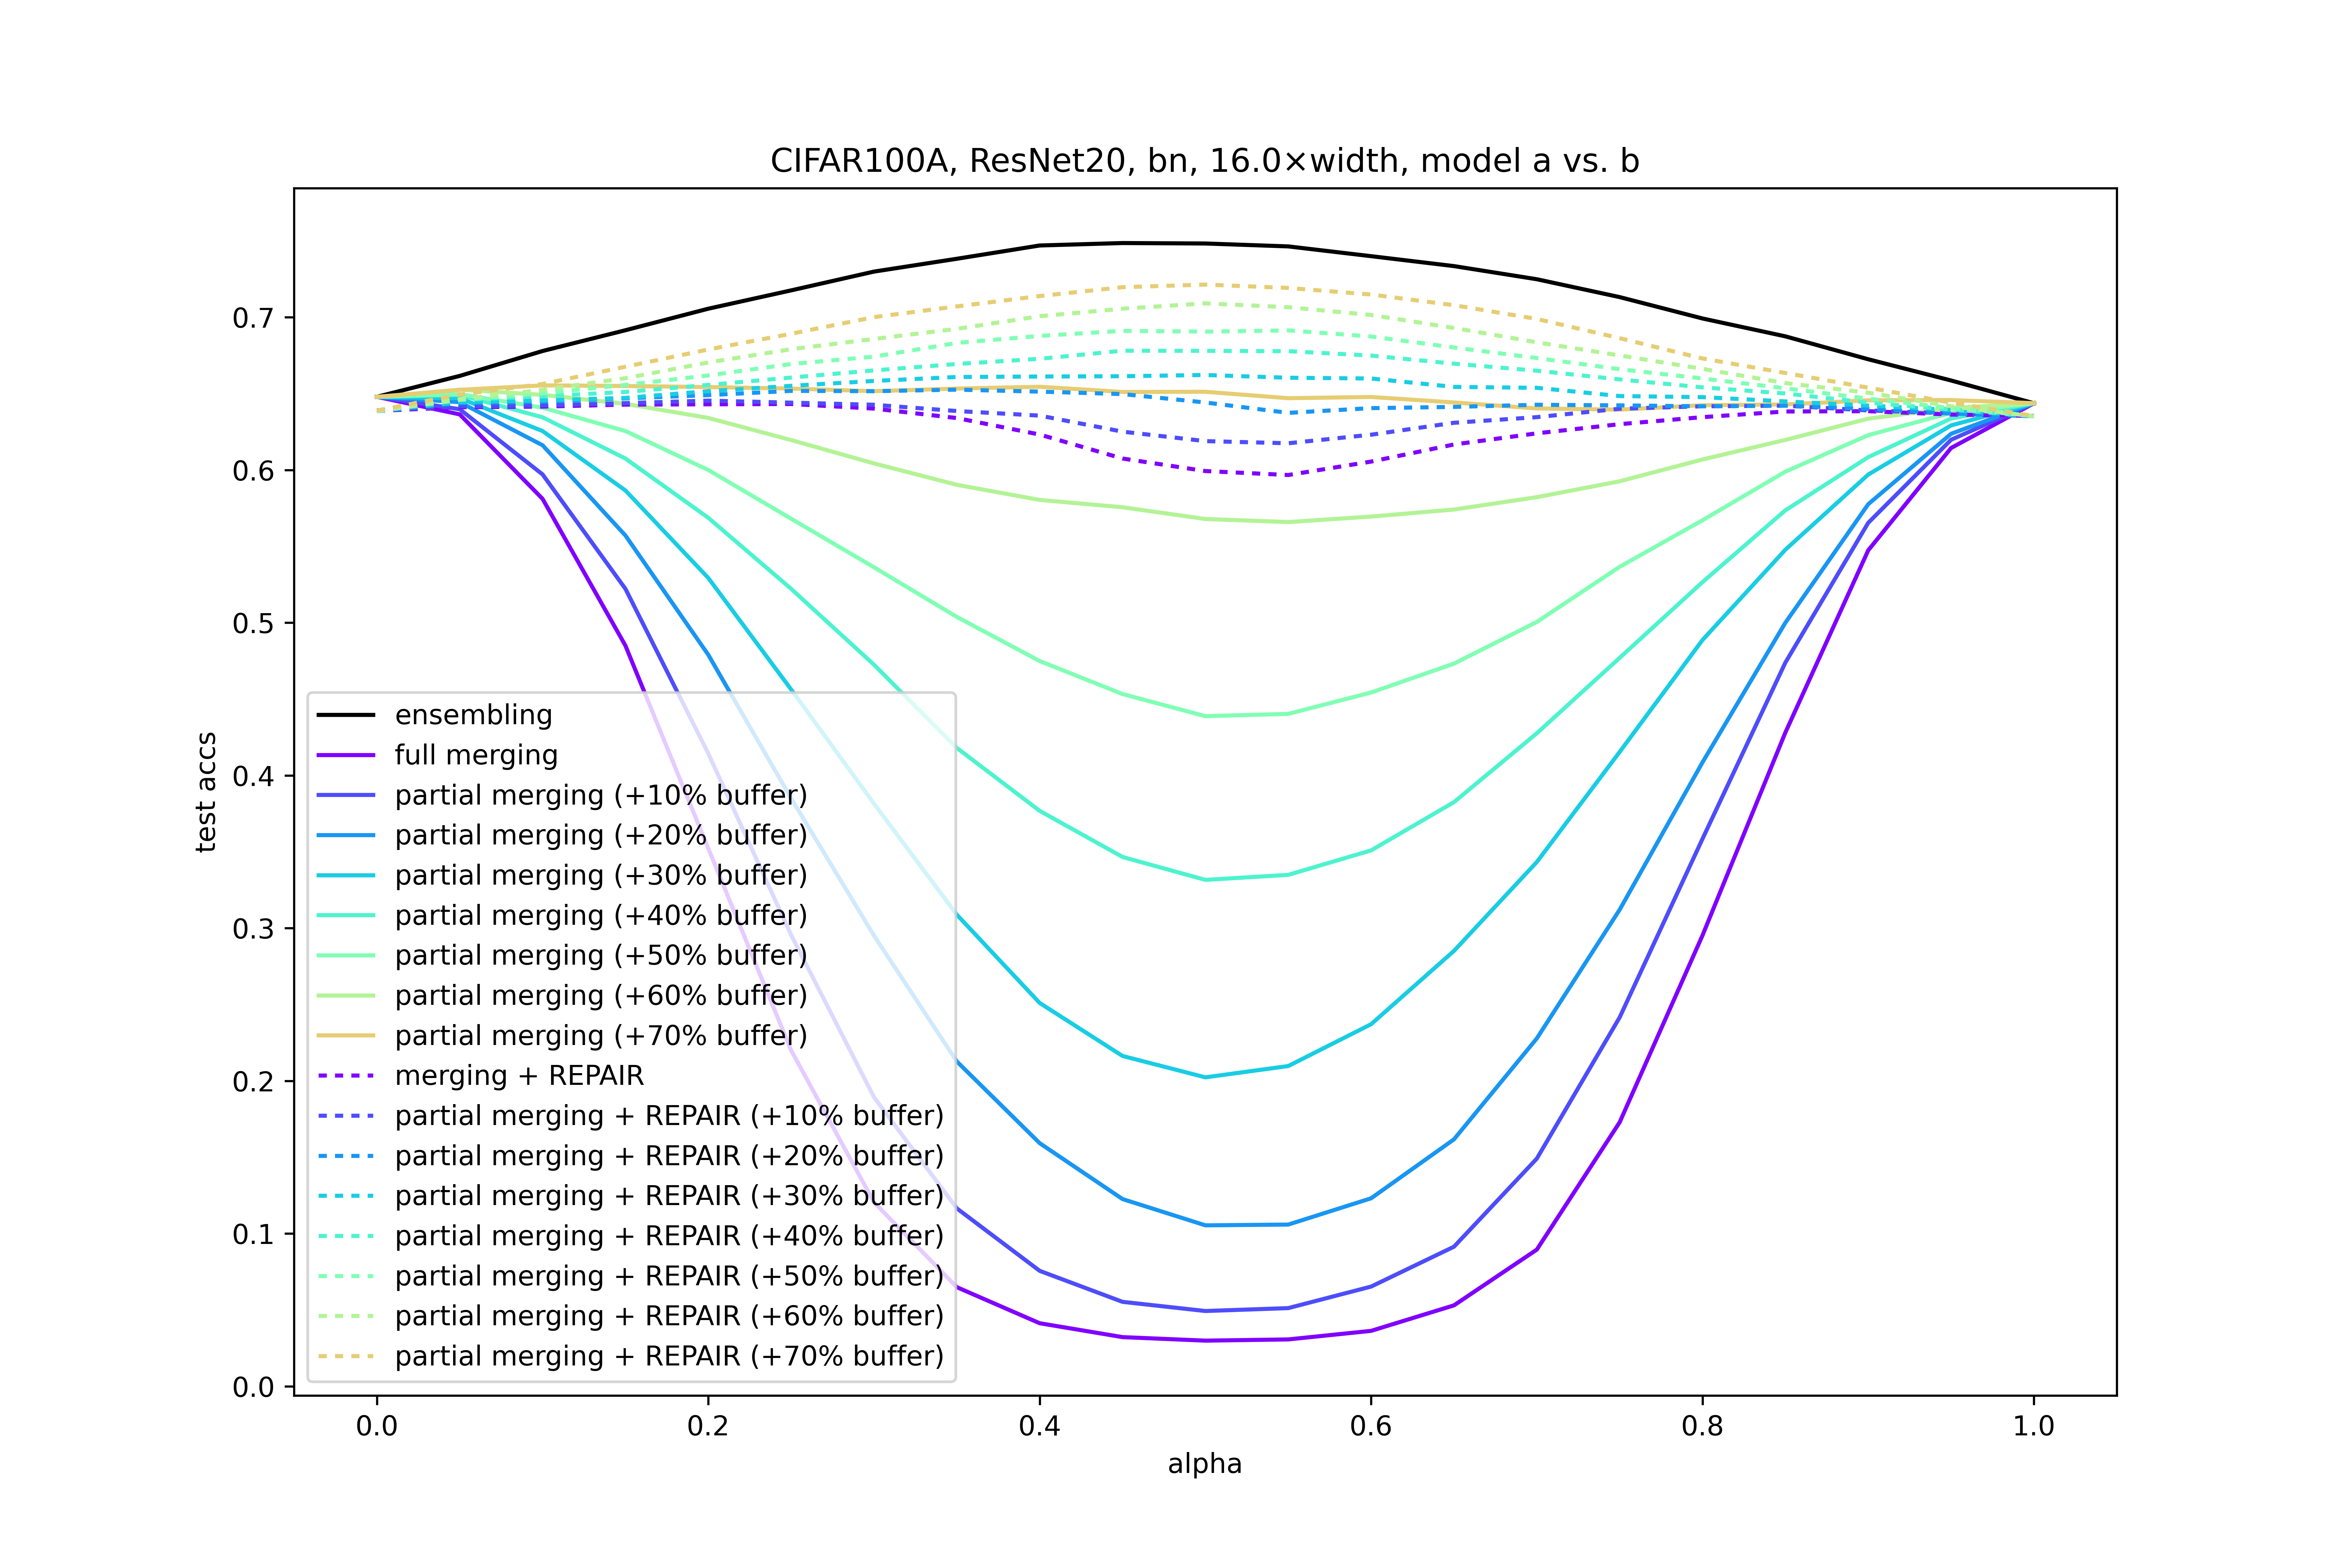 CIFAR100A, ResNet20, bn, 16.0×width, model a vs. b
test accs
0.7
0.6
0.5
0.4
0.3
0.2
0.1
0.0
ensembling
full merging
partial merging (+10% buffer)
partial merging (+20% buffer)
partial merging (+30% buffer)
partial merging (+40% buffer)
partial merging (+50% buffer)
partial merging (+60% buffer)
partial merging (+70% buffer)
merging + REPAIR
partial merging + REPAIR (+10% buffer)
partial merging + REPAIR (+20% buffer)
partial merging + REPAIR (+30% buffer)
partial merging + REPAIR (+40% buffer)
partial merging + REPAIR (+50% buffer)
partial merging + REPAIR (+60% buffer)
partial merging + REPAIR (+70% buffer)
0.0 0.2 0.4 0.6 0.8 1.0
alpha